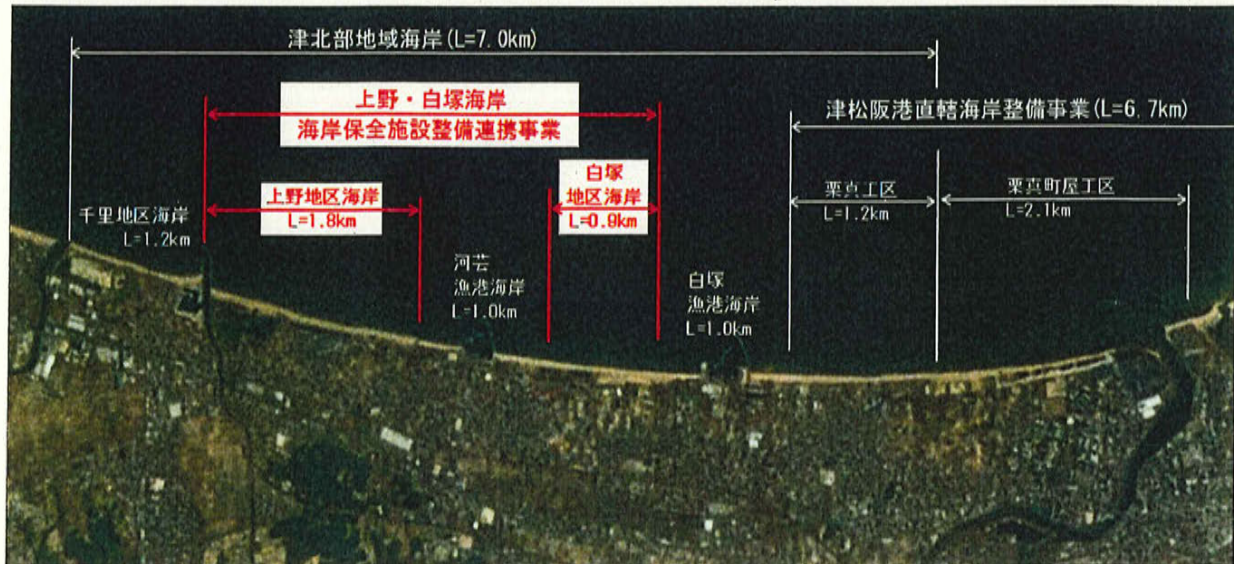 津北部地域海岸(L=7.0km)
上野・白塚海岸
海岸保全施設整備連携事業
津松阪港直轄海岸整備事業(L=6.7km)
上野地区海岸
L=1.8km
白塚
地区海岸
L=0.9km
栗真工区
L=1.2km
栗真町屋工区
L=2.1km
千里地区海岸
L=1.2km
河芸
漁港海岸
L=1.0km
白塚
漁港海岸
L=1.0km